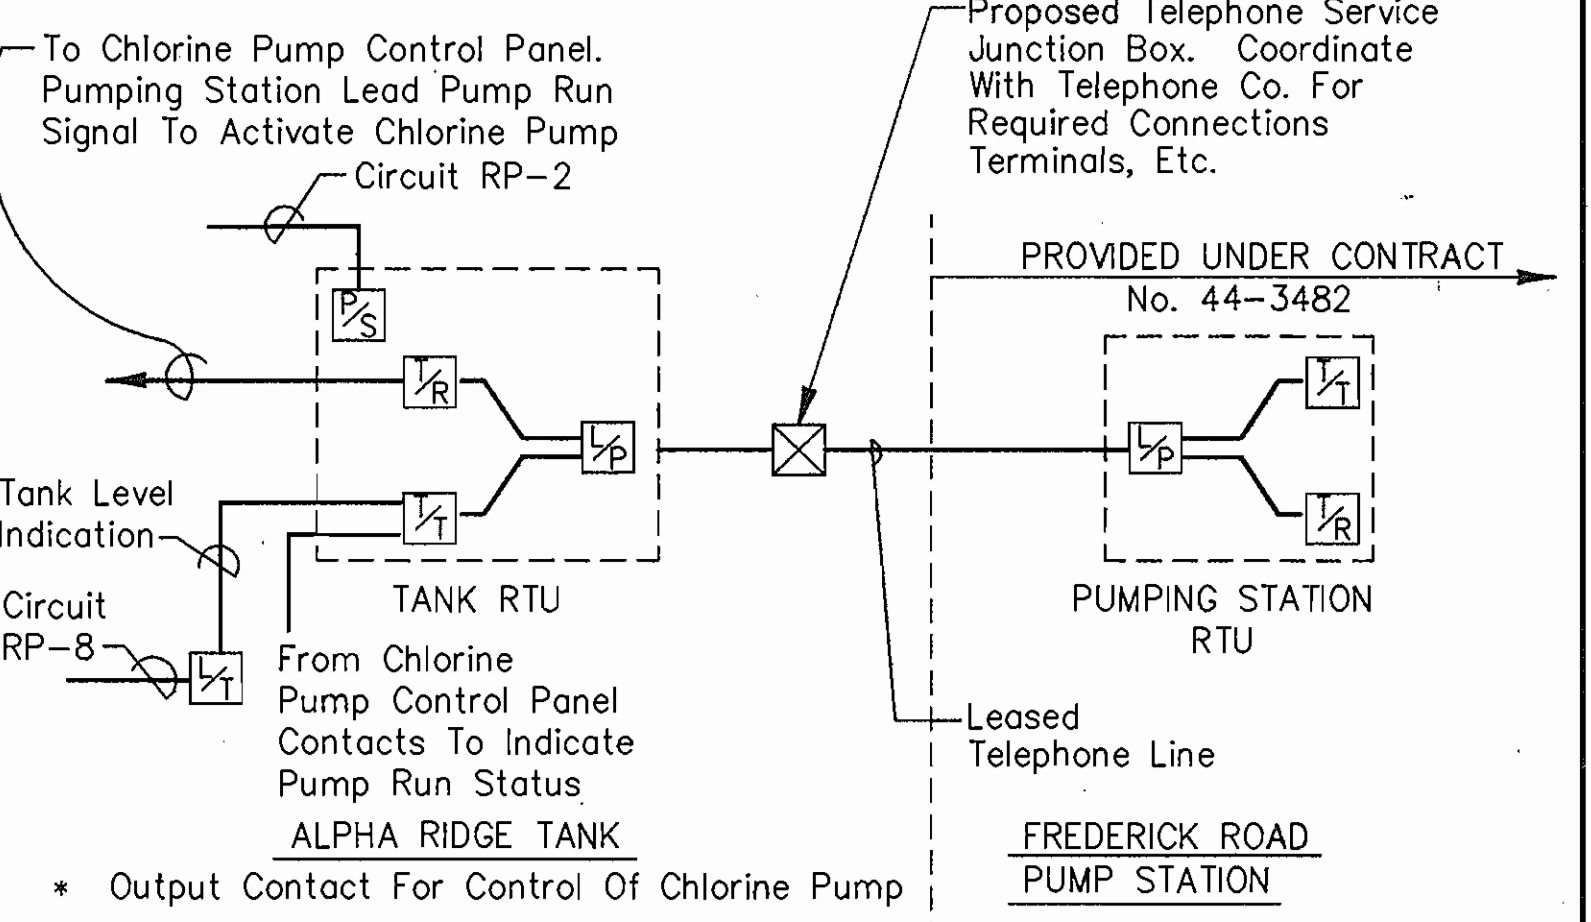 Proposed Telephone Service
Junction Box. Coordinate
With Telephone Co. For
Required Connections
Terminals, Etc.
To Chlorine Pump Control Panel.
Pumping Station Lead Pump Run
Signal To Activate Chlorine Pump
Circuit RP-2
PROVIDED UNDER CONTRACT
No. 44-3482
P/S
T/R
L/P
T/T
L/P
T/T
T/R
Tank Level
Indication
Circuit
RP-8
L/T
TANK RTU
PUMPING STATION
RTU
From Chlorine
Pump Control Panel
Contacts To Indicate
Pump Run Status
Leased
Telephone Line
ALPHA RIDGE TANK
FREDERICK ROAD
PUMP STATION
* Output Contact For Control Of Chlorine Pump